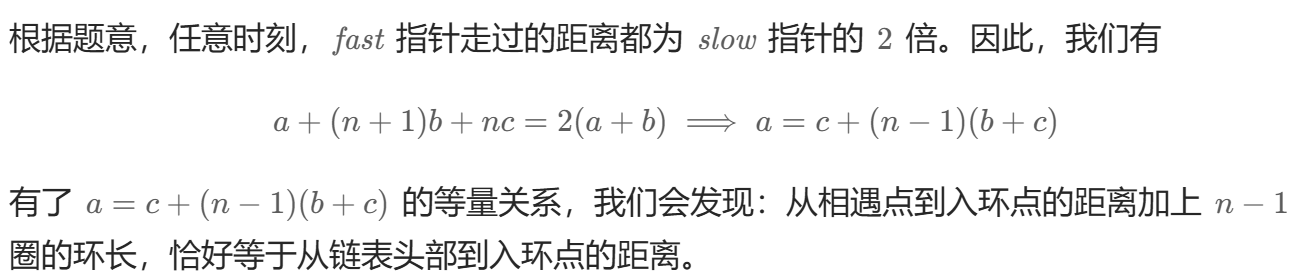 根据题意，任意时刻，fast 指针走过的距离都为 slow 指针的 2 倍。因此，我们有
a + (n + 1)b + nc = 2(a + b) ⟹ a = c + (n − 1)(b + c)
有了 a = c + (n − 1)(b + c) 的等量关系，我们会发现：从相遇点到入环点的距离加上 n − 1
圈的环长，恰好等于从链表头部到入环点的距离。